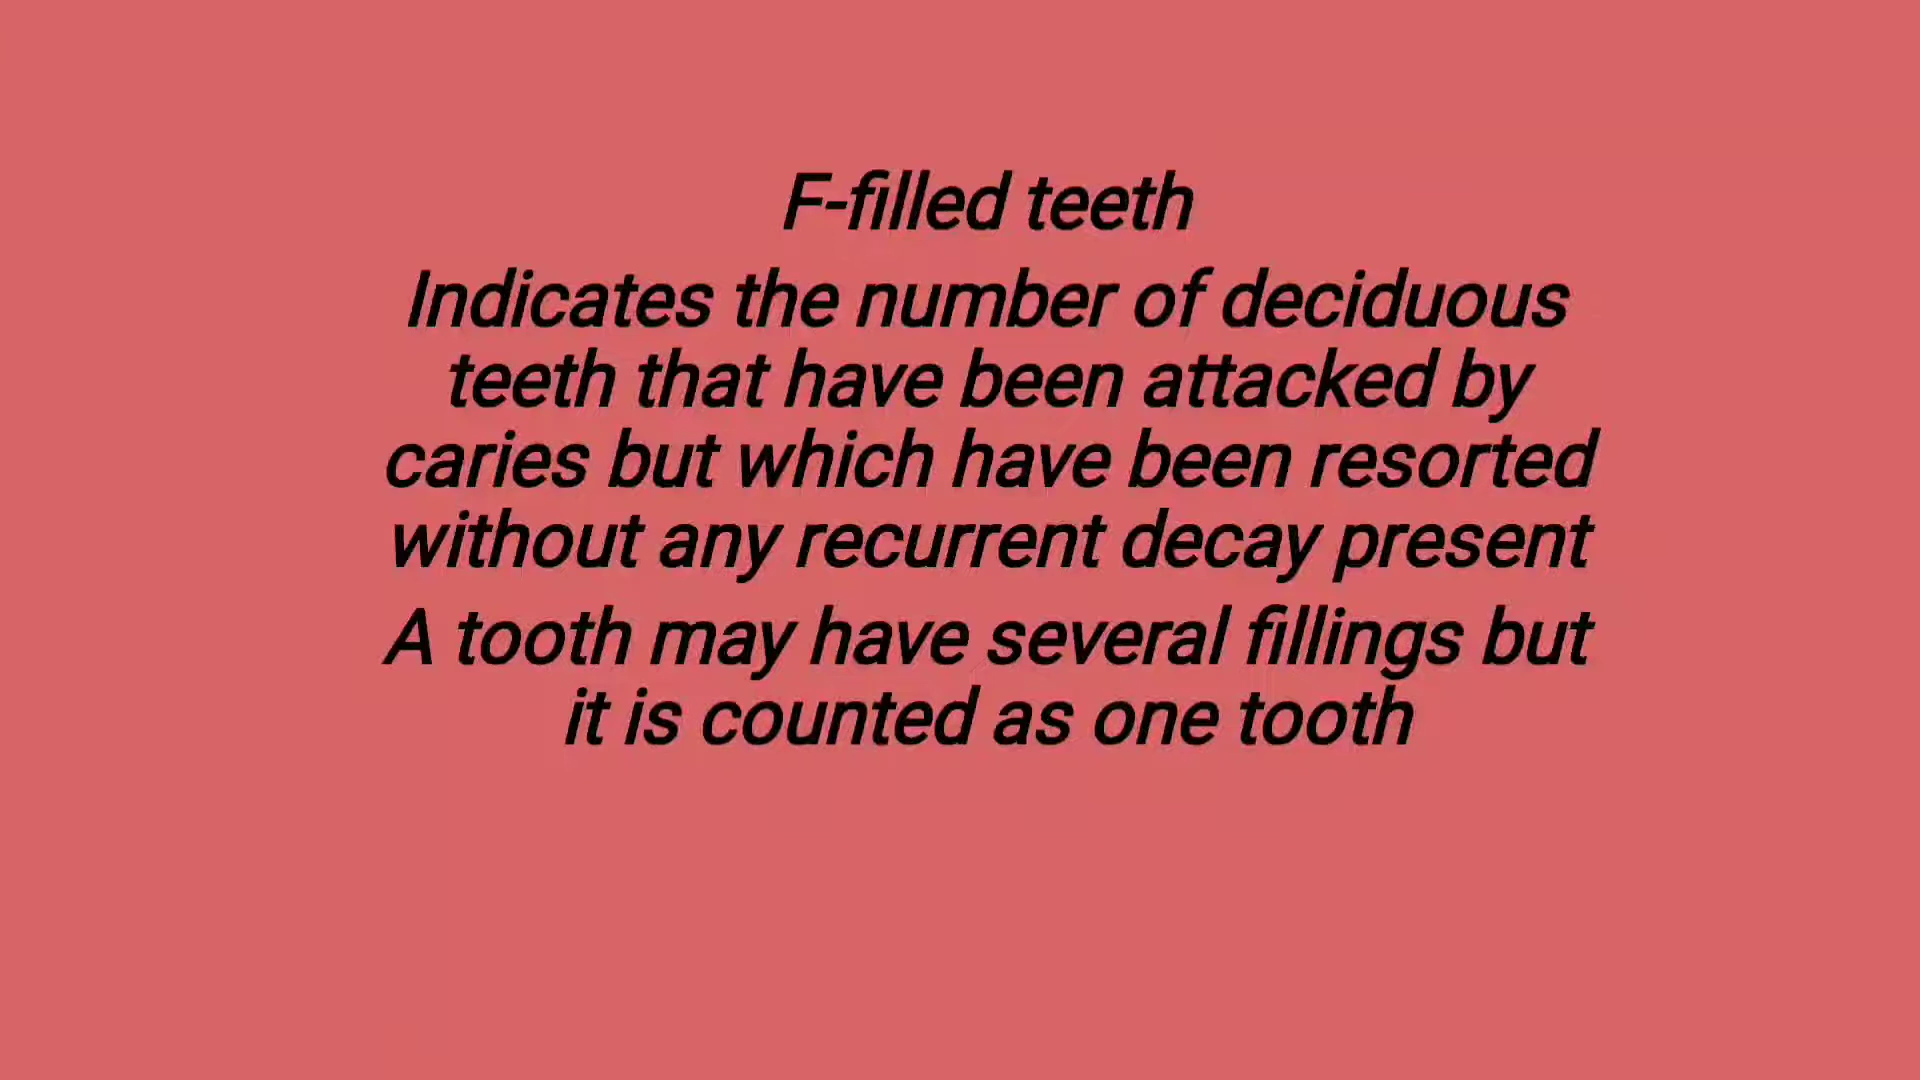 F-filled teeth
Indicates the number of deciduous
teeth that have been attacked by
caries but which have been resorted
without any recurrent decay present
A tooth may have several fillings but
it is counted as one tooth